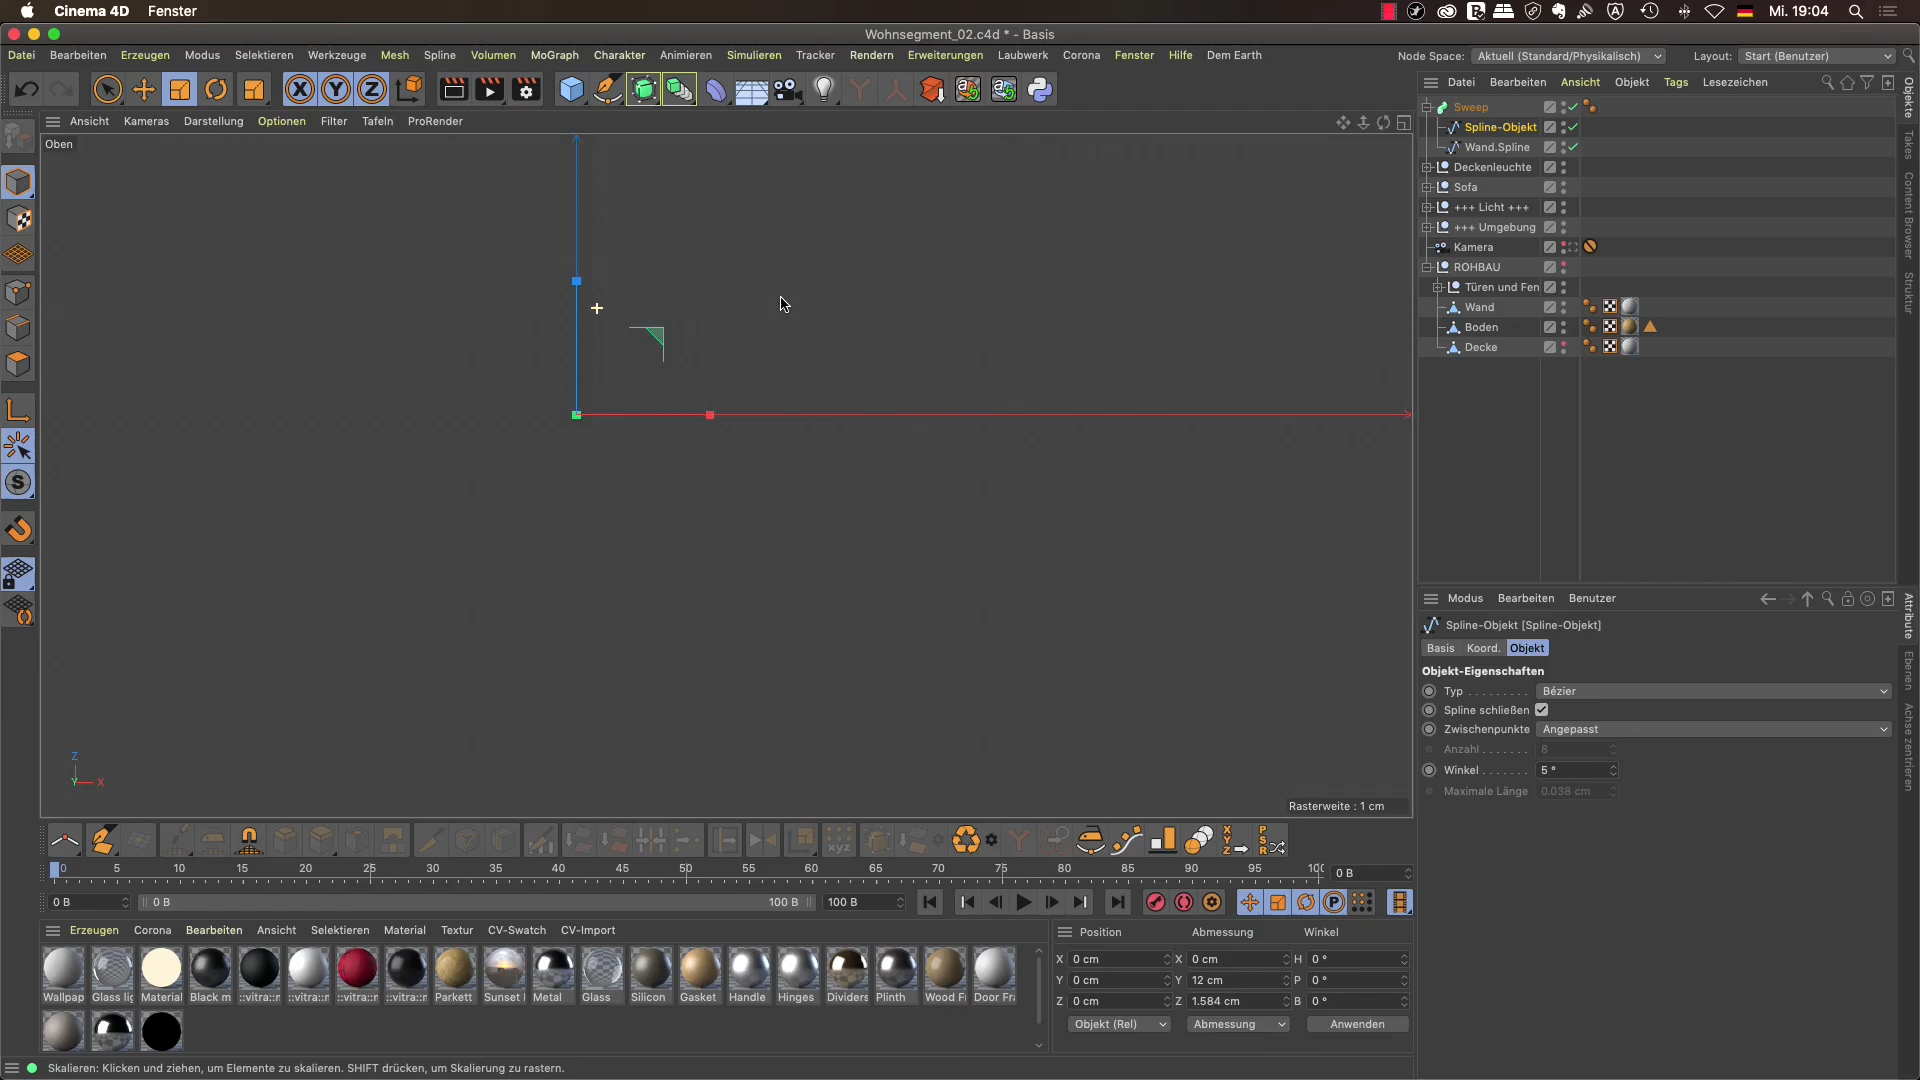 Cinema 4D Fenster Mi. 19:04
Wohnsegment_02.c4d * - Basis
Datei Bearbeiten Erzeugen Modus Selektieren Werkzeuge Mesh Spline Volumen MoGraph Charakter Animieren Simulieren Tracker Rendern Erweiterungen Laubwerk Corona Fenster Hilfe Dem Earth Node Space: Aktuell (Standard/Physikalisch) Layout: Start (Benutzer)
Datei Bearbeiten Ansicht Objekt Tags Lesezeichen
Ansicht Kameras Darstellung Optionen Filter Tafeln ProRender
Oben
Sweep
Spline-Objekt
Wand.Spline
Deckenleuchte
Sofa
+++ Licht +++
+++ Umgebung
Kamera
ROHBAU
Türen und Fen
Wand
Boden
Decke
Objekte
Takes
Content Browser
Struktur
Modus Bearbeiten Benutzer
Spline-Objekt [Spline-Objekt]
Basis Koord. Objekt
Objekt-Eigenschaften
Typ . . . . . . . . . Bézier
Spline schließen
Zwischenpunkte Angepasst
Anzahl . . . . . . . 8
Winkel . . . . . . . 5 °
Maximale Länge 0.038 cm
Attribute
Ebenen
Achse zentrieren
Z
Y X
Rasterweite : 1 cm
0 5 10 15 20 25 30 35 40 45 50 55 60 65 70 75 80 85 90 95 100 0 B
0 B 0 B 100 B 100 B
Erzeugen Corona Bearbeiten Ansicht Selektieren Material Textur CV-Swatch CV-Import
Wallpap Glass lig Material Black m ::vitra::r ::vitra::r ::vitra::r ::vitra::r Parkett Sunset l Metal Glass Silicon Gasket Handle Hinges Dividers Plinth Wood Fr Door Fra
Position Abmessung Winkel
X 0 cm X 0 cm H 0 °
Y 0 cm Y 12 cm P 0 °
Z 0 cm Z 1.584 cm B 0 °
Objekt (Rel) Abmessung Anwenden
Skalieren: Klicken und ziehen, um Elemente zu skalieren. SHIFT drücken, um Skalierung zu rastern.